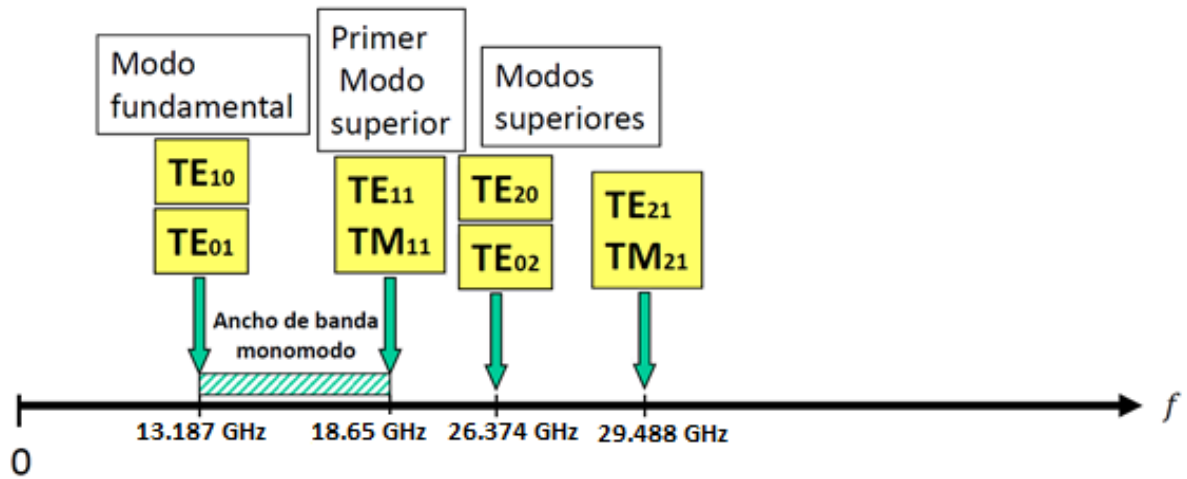 Modo
fundamental
Primer
Modo
superior
Modos
superiores
TE10
TE01
TE11
TM11
TE20
TE02
TE21
TM21
Ancho de banda
monomodo
f
13.187 GHz
18.65 GHz
26.374 GHz
29.488 GHz
0